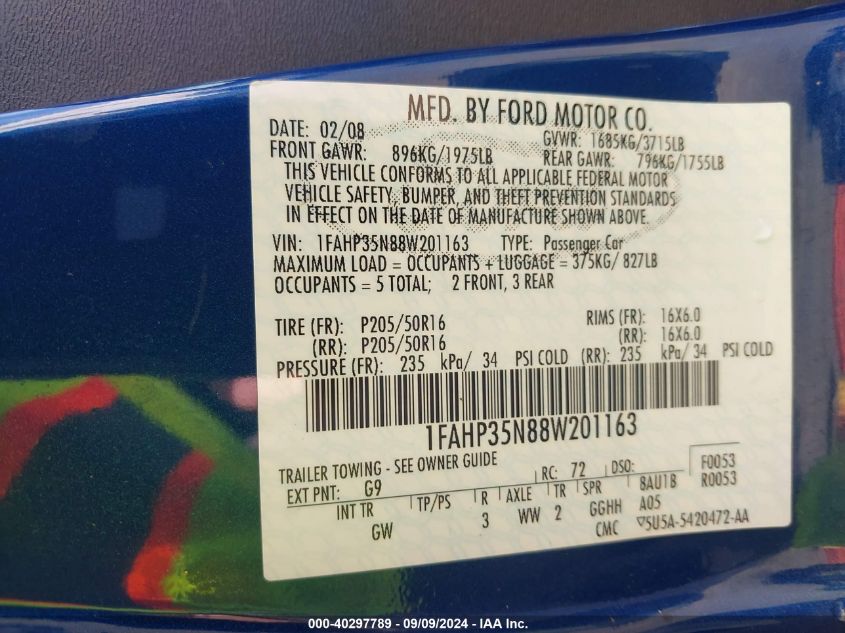 MFD. BY FORD MOTOR CO.
DATE: 02/08 GVWR: 1685KG/3715LB
FRONT GAWR: 896KG/1975LB REAR GAWR: 796KG/1755LB
THIS VEHICLE CONFORMS TO ALL APPLICABLE FEDERAL MOTOR
VEHICLE SAFETY, BUMPER, AND THEFT PREVENTION STANDARDS
IN EFFECT ON THE DATE OF MANUFACTURE SHOWN ABOVE.
VIN: 1FAHP35N88W201163 TYPE: Passenger Car
MAXIMUM LOAD = OCCUPANTS + LUGGAGE = 375KG/ 827LB
OCCUPANTS = 5 TOTAL; 2 FRONT, 3 REAR
TIRE (FR): P205/50R16 RIMS (FR): 16X6.0
(RR): P205/50R16 (RR): 16X6.0
PRESSURE (FR): 235 kPa/ 34 PSI COLD (RR): 235 kPa/ 34 PSI COLD
1FAHP35N88W201163
TRAILER TOWING - SEE OWNER GUIDE
EXT PNT: G9 RC: 72 DSO: F0053
R0053
INT TR TP/PS R AXLE TR SPR 8AU1B
GW 3 WW 2 GGHH A05
CMC ▽5U5A-5420472-AA
000-40297789 - 09/09/2024 - IAA Inc.